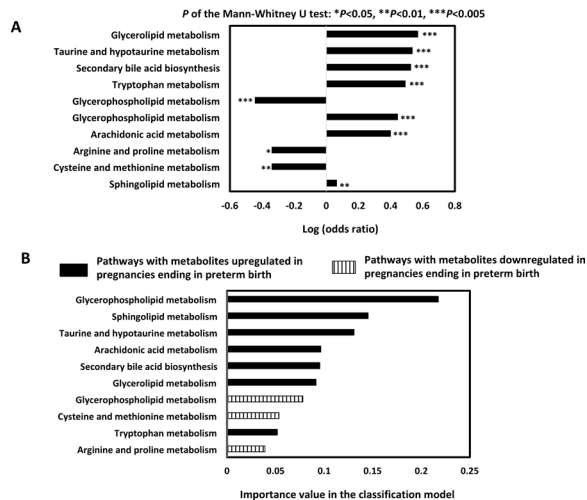 P of the Mann-Whitney U test: *P<0.05, **P<0.01, ***P<0.005
A
Glycerolipid metabolism ***
Taurine and hypotaurine metabolism ***
Secondary bile acid biosynthesis ***
Tryptophan metabolism ***
Glycerophospholipid metabolism ***
Glycerophospholipid metabolism ***
Arachidonic acid metabolism ***
Arginine and proline metabolism *
Cysteine and methionine metabolism **
Sphingolipid metabolism **
-0.6 -0.4 -0.2 0 0.2 0.4 0.6 0.8
Log (odds ratio)
B
Pathways with metabolites upregulated in
pregnancies ending in preterm birth
Pathways with metabolites downregulated in
pregnancies ending in preterm birth
Glycerophospholipid metabolism
Sphingolipid metabolism
Taurine and hypotaurine metabolism
Arachidonic acid metabolism
Secondary bile acid biosynthesis
Glycerolipid metabolism
Glycerophospholipid metabolism
Cysteine and methionine metabolism
Tryptophan metabolism
Arginine and proline metabolism
0 0.05 0.1 0.15 0.2 0.25
Importance value in the classification model